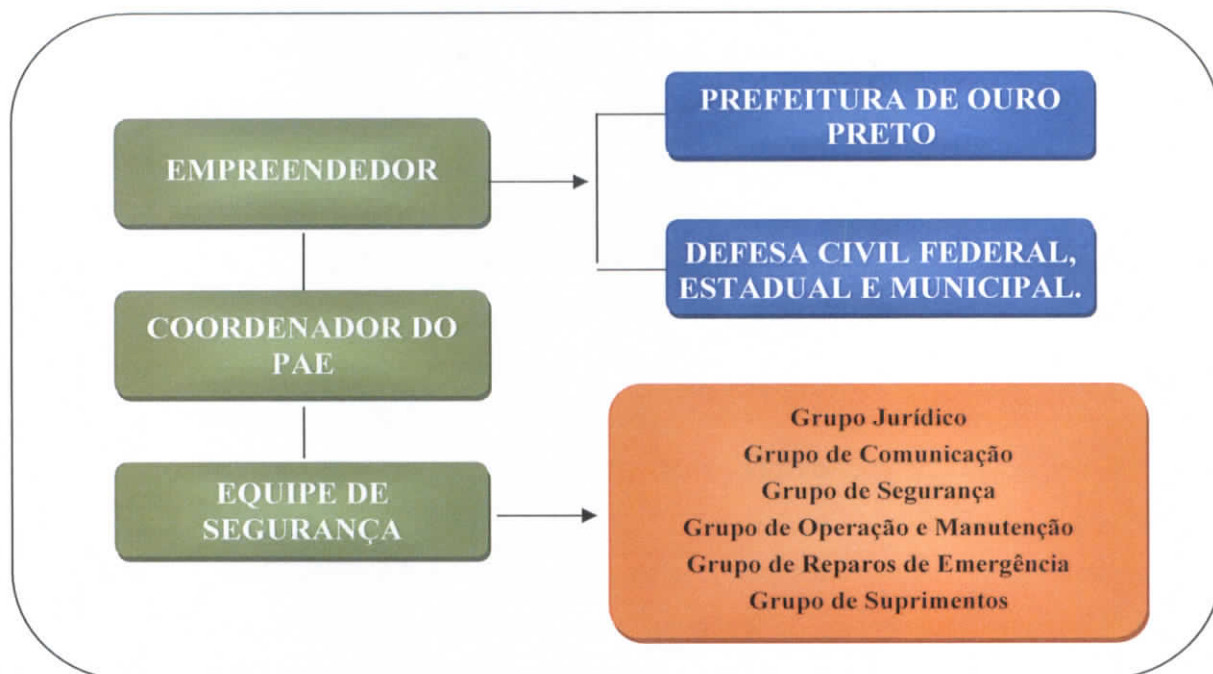 EMPREENDEDOR
PREFEITURA DE OURO
PRETO
DEFESA CIVIL FEDERAL,
ESTADUAL E MUNICIPAL.
COORDENADOR DO
PAE
EQUIPE DE
SEGURANÇA
Grupo Jurídico
Grupo de Comunicação
Grupo de Segurança
Grupo de Operação e Manutenção
Grupo de Reparos de Emergência
Grupo de Suprimentos